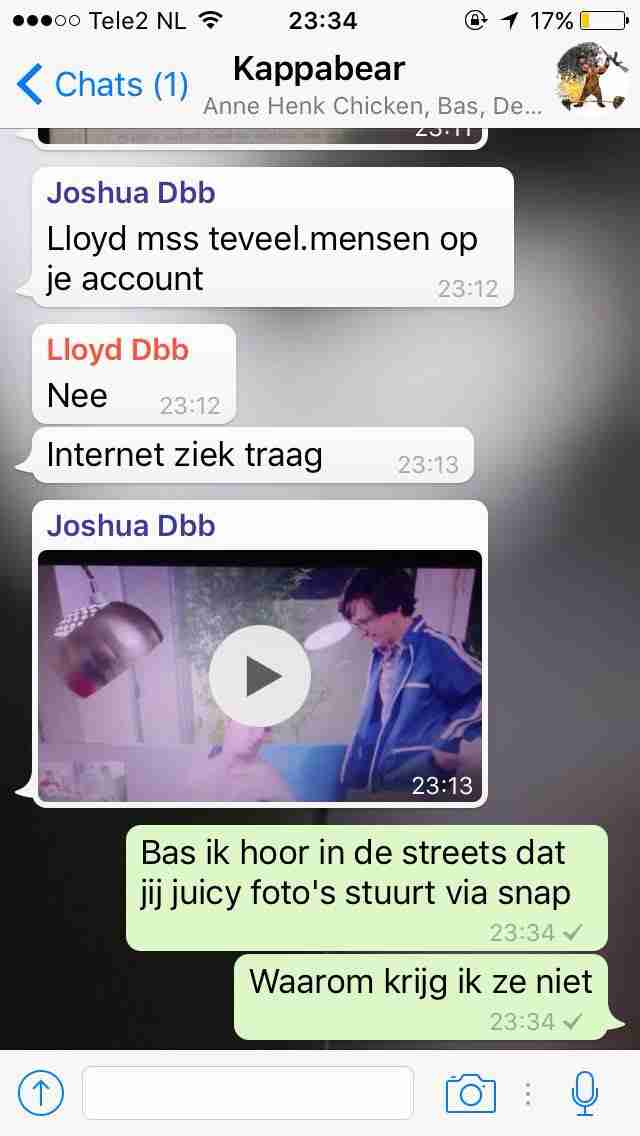 Tele2 NL 23:34 17%
Chats (1) Kappabear
Anne Henk Chicken, Bas, De...
23:11
Joshua Dbb
Lloyd mss teveel.mensen op
je account 23:12
Lloyd Dbb
Nee 23:12
Internet ziek traag 23:13
Joshua Dbb
23:13
Bas ik hoor in de streets dat
jij juicy foto's stuurt via snap
23:34
Waarom krijg ik ze niet
23:34